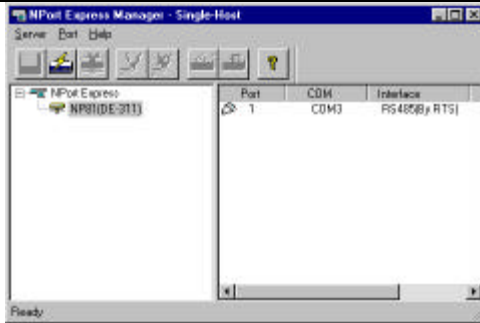 NPort Express Manager - Single-Host
Server Port Help
NPort Express
NP81(DE-311)
Port COM Interface
1 COM3 RS485(By RTS)
Ready